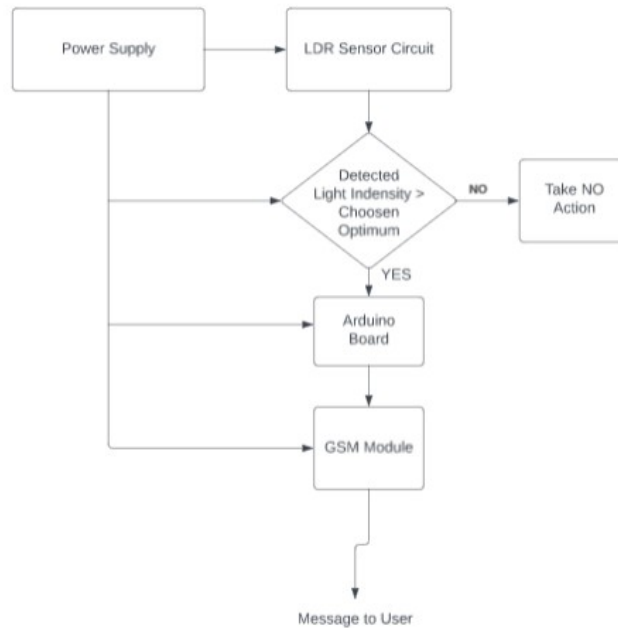 Power Supply
LDR Sensor Circuit
Detected
Light Indensity >
Choosen
Optimum
NO
Take NO
Action
YES
Arduino
Board
GSM Module
Message to User